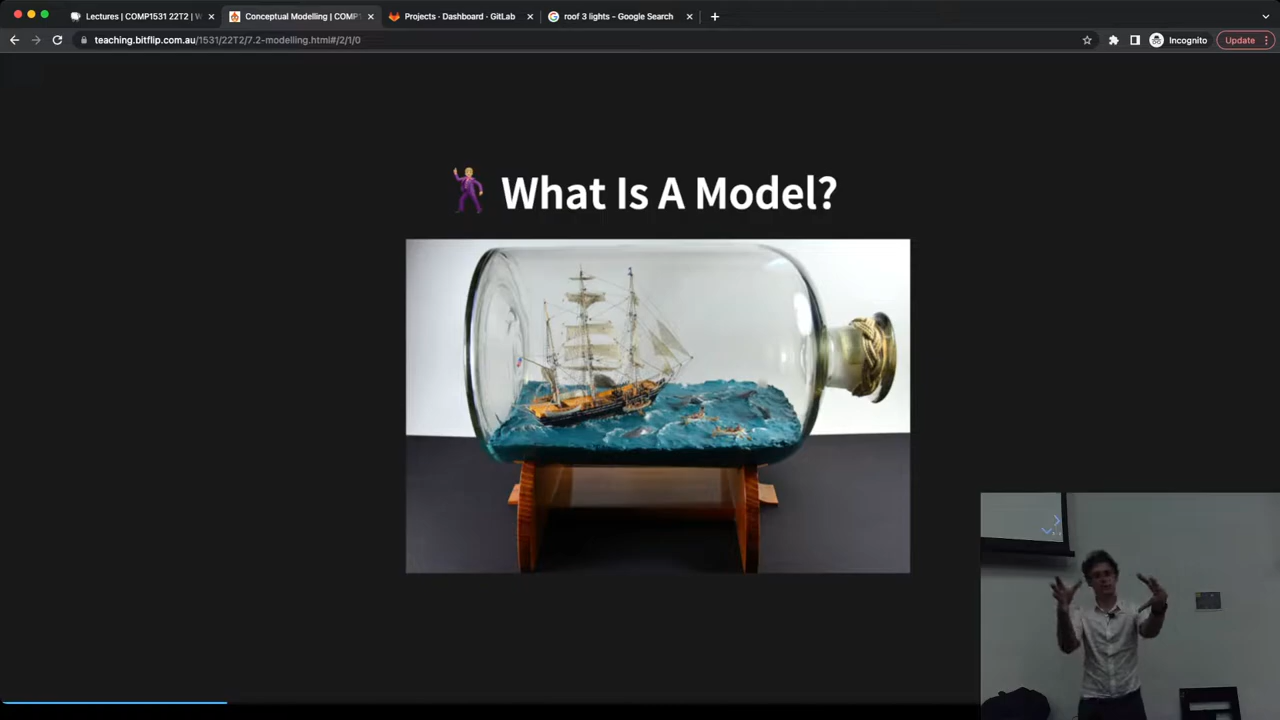 Lectures | COMP1531 22T2 | W
Conceptual Modelling | COMP1
Projects · Dashboard · GitLab
roof 3 lights - Google Search
teaching.bitflip.com.au/1531/22T2/7.2-modelling.html#/2/1/0
Incognito
Update
What Is A Model?